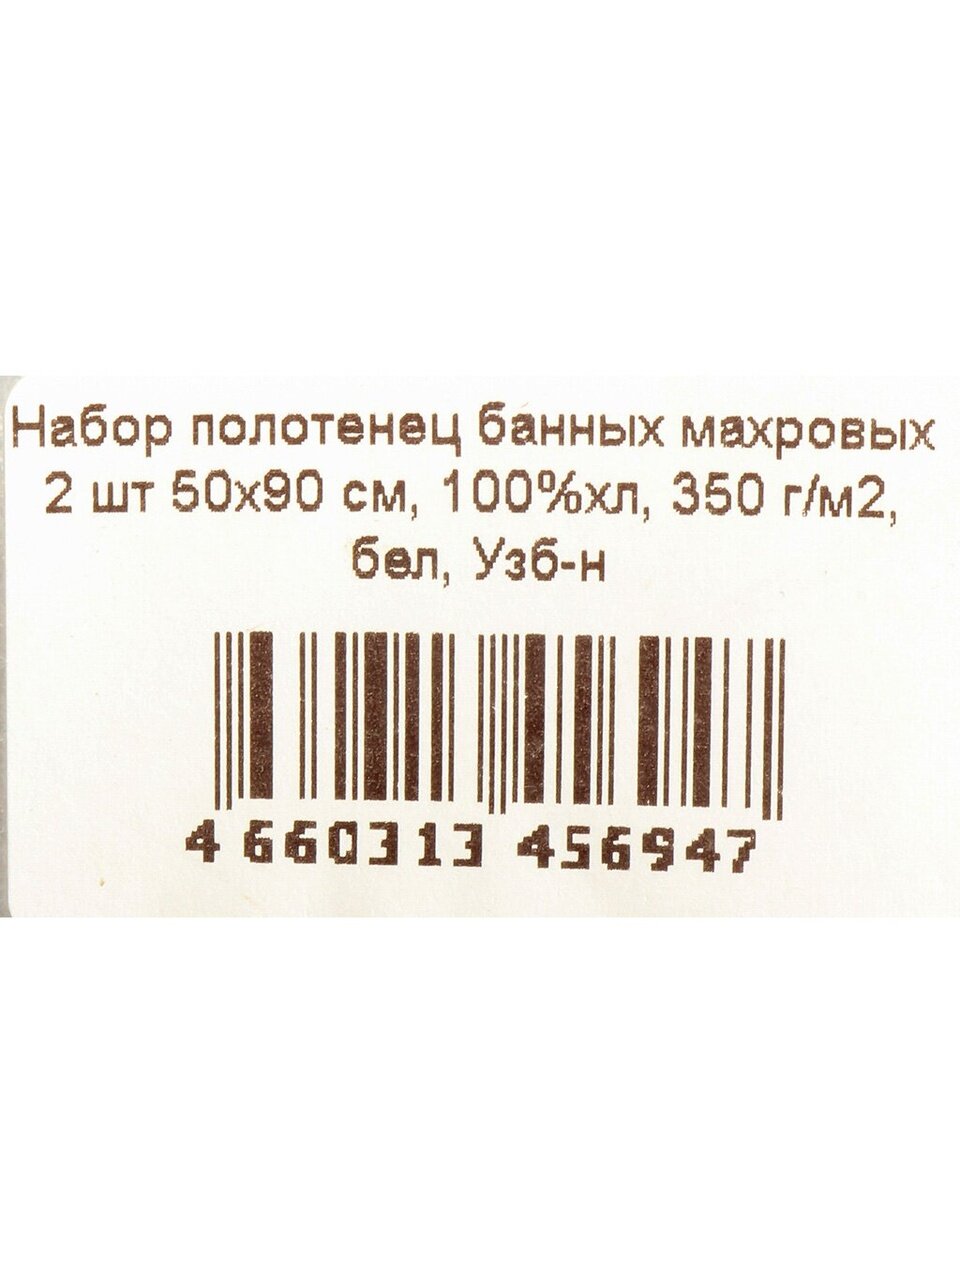 Набор полотенец банных махровых
2 шт 50х90 см, 100%хл, 350 г/м2,
бел, Узб-н
4 660313 456947